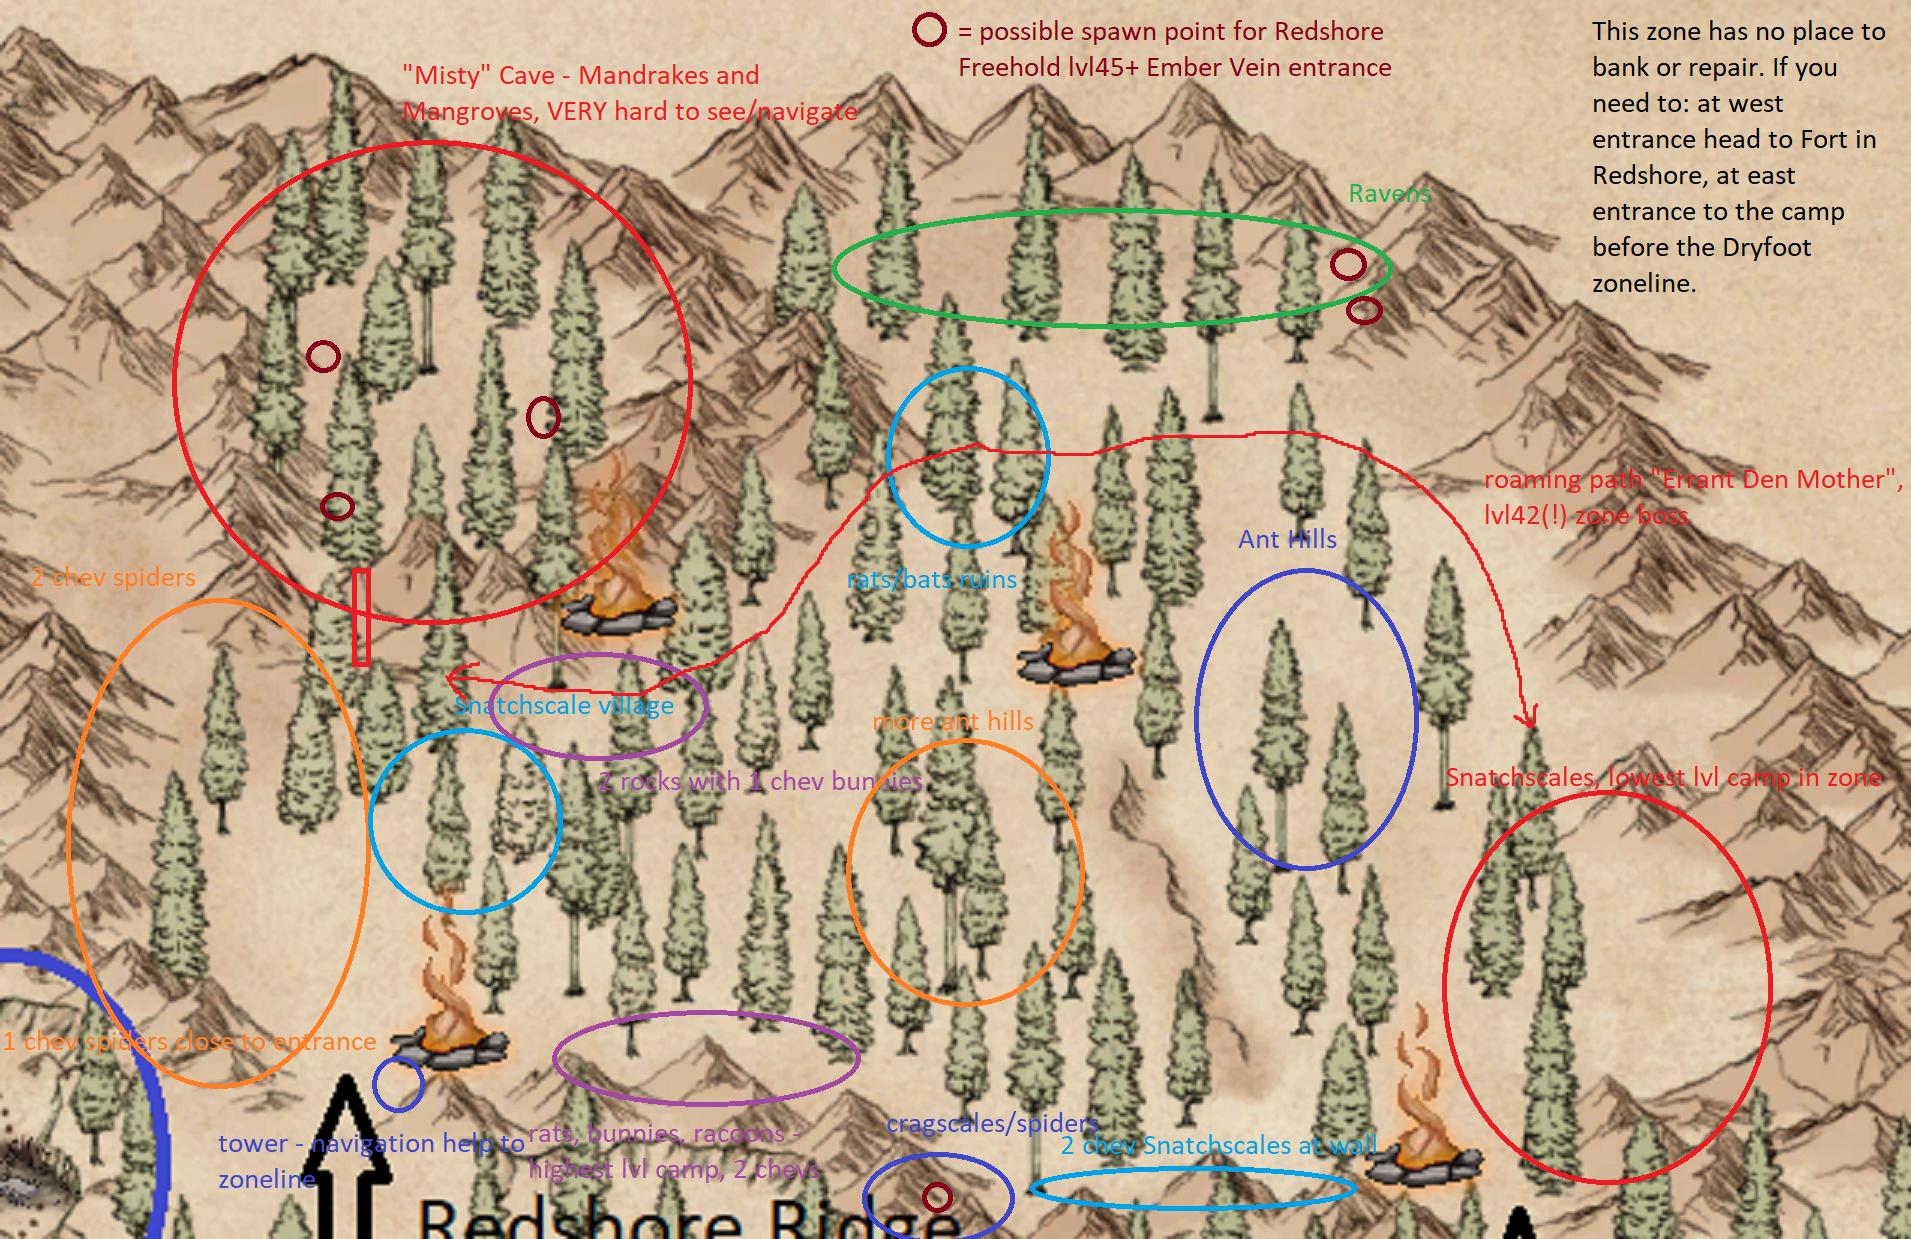 = possible spawn point for Redshore
Freehold lvl45+ Ember Vein entrance
This zone has no place to
bank or repair. If you
need to: at west
entrance head to Fort in
Redshore, at east
entrance to the camp
before the Dryfoot
zoneline.
"Misty" Cave - Mandrakes and
Mangroves, VERY hard to see/navigate
Ravens
roaming path "Errant Den Mother",
lvl42(!) zone boss
Ant Hills
2 chev spiders
rats/bats ruins
Snatchscale village
more ant hills
2 rocks with 1 chev bunnies
Snatchscales, lowest lvl camp in zone
1 chev spiders close to entrance
tower - navigation help to
zoneline
rats, bunnies, racoons -
highest lvl camp, 2 chevs
cragscales/spiders
2 chev Snatchscales at wall
Redshore Ridge